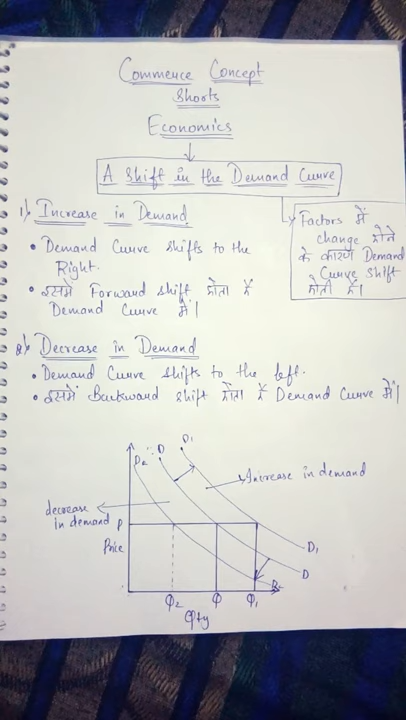 Commerce Concept
Shorts
Economics
A Shift in the Demand Curve
1) Increase in Demand
• Demand Curve shifts to the
Right.
• इसमें Forward shift होता है
Demand Curve में।
Factors में
change होने
के कारण Demand
Curve shift
होती है।
2) Decrease in Demand
• Demand Curve shifts to the left.
• इसमें Backward shift होता है Demand Curve में।
D2 D D1
Increase in demand
decrease
in demand P
Price
D1
D
D2
Q2 Q Q1
Qty